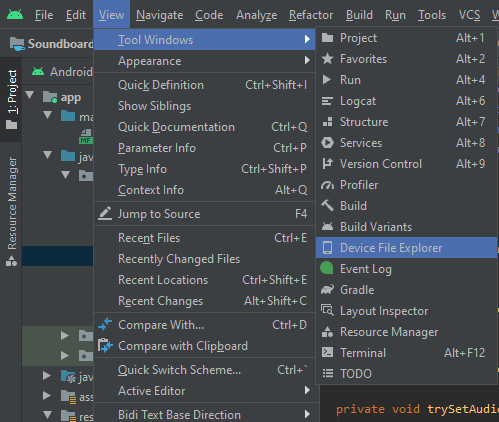 File Edit View Navigate Code Analyze Refactor Build Run Tools VCS
Soundboard
Android
1: Project
Resource Manager
app
ma
MF
jav
jav
ass
res
Tool Windows
Appearance
Quick Definition Ctrl+Shift+I
Show Siblings
Quick Documentation Ctrl+Q
Parameter Info Ctrl+P
Type Info Ctrl+Shift+P
Context Info Alt+Q
Jump to Source F4
Recent Files Ctrl+E
Recently Changed Files
Recent Locations Ctrl+Shift+E
Recent Changes Alt+Shift+C
Compare With... Ctrl+D
Compare with Clipboard
Quick Switch Scheme... Ctrl+`
Active Editor
Bidi Text Base Direction
Project Alt+1
Favorites Alt+2
Run Alt+4
Logcat Alt+6
Structure Alt+7
Services Alt+8
Version Control Alt+9
Profiler
Build
Build Variants
Device File Explorer
Event Log
Gradle
Layout Inspector
Resource Manager
Terminal Alt+F12
TODO
private void trySetAudi